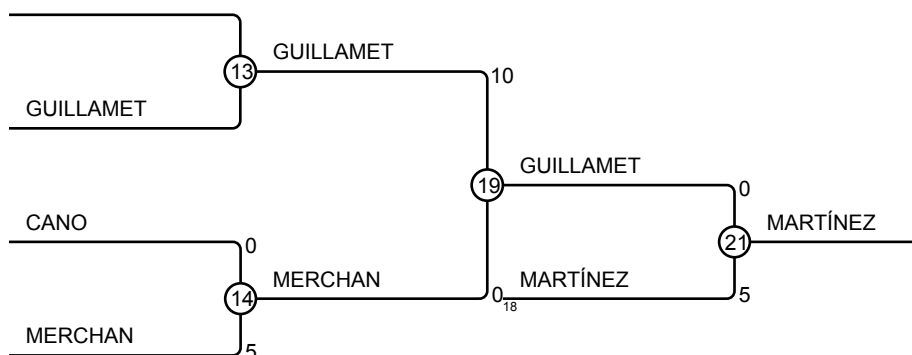 GUILLAMET
13
10
GUILLAMET
GUILLAMET
19
0
CANO
MARTÍNEZ
0
21
MERCHAN
0
MARTÍNEZ
5
14
18
MERCHAN
5